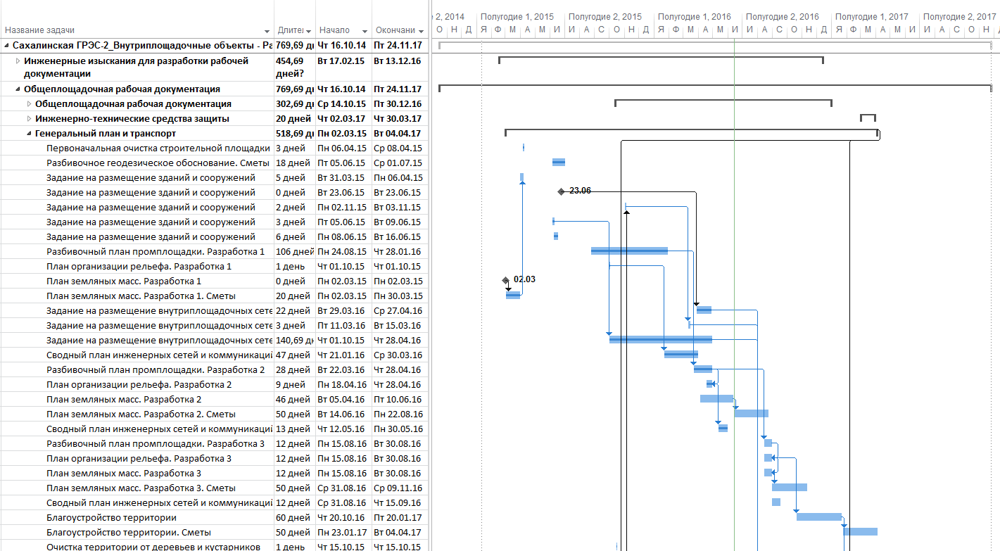 е 2, 2014 Полугодие 1, 2015 Полугодие 2, 2015 Полугодие 1, 2016 Полугодие 2, 2016 Полугодие 1, 2017 Полугодие 2, 2017
Название задачи Длител Начало Окончани О Н Д Я Ф М А М И И А С О Н Д Я Ф М А М И И А С О Н Д Я Ф М А М И И А С О Н
Сахалинская ГРЭС-2_Внутриплощадочные объекты - Ра 769,69 дн Чт 16.10.14 Пт 24.11.17
Инженерные изыскания для разработки рабочей 454,69 Вт 17.02.15 Вт 13.12.16
документации дней?
Общеплощадочная рабочая документация 769,69 дн Чт 16.10.14 Пт 24.11.17
Общеплощадочная рабочая документация 302,69 дн Ср 14.10.15 Пт 30.12.16
Инженерно-технические средства защиты 20 дней Чт 02.03.17 Чт 30.03.17
Генеральный план и транспорт 518,69 дн Пн 02.03.15 Вт 04.04.17
Первоначальная очистка строительной площадки 3 дней Пн 06.04.15 Ср 08.04.15
Разбивочное геодезическое обоснование. Сметы 18 дней Пт 05.06.15 Ср 01.07.15
Задание на размещение зданий и сооружений 5 дней Вт 31.03.15 Пн 06.04.15
Задание на размещение зданий и сооружений 0 дней Вт 23.06.15 Вт 23.06.15 23.06
Задание на размещение зданий и сооружений 2 дней Пн 02.11.15 Вт 03.11.15
Задание на размещение зданий и сооружений 3 дней Пт 05.06.15 Вт 09.06.15
Задание на размещение зданий и сооружений 6 дней Пн 08.06.15 Вт 16.06.15
Разбивочный план промплощадки. Разработка 1 106 дней Пн 24.08.15 Чт 28.01.16
План организации рельефа. Разработка 1 1 день Чт 01.10.15 Чт 01.10.15
План земляных масс. Разработка 1 0 дней Пн 02.03.15 Пн 02.03.15 02.03
План земляных масс. Разработка 1. Сметы 20 дней Пн 02.03.15 Пн 30.03.15
Задание на размещение внутриплощадочных сете 22 дней Вт 29.03.16 Ср 27.04.16
Задание на размещение внутриплощадочных сете 3 дней Пт 11.03.16 Вт 15.03.16
Задание на размещение внутриплощадочных сете 140,69 дн Чт 01.10.15 Чт 28.04.16
Сводный план инженерных сетей и коммуникаций 47 дней Чт 21.01.16 Ср 30.03.16
Разбивочный план промплощадки. Разработка 2 28 дней Вт 22.03.16 Чт 28.04.16
План организации рельефа. Разработка 2 9 дней Пн 18.04.16 Чт 28.04.16
План земляных масс. Разработка 2 46 дней Вт 05.04.16 Пт 10.06.16
План земляных масс. Разработка 2. Сметы 50 дней Вт 14.06.16 Пн 22.08.16
Сводный план инженерных сетей и коммуникаций 13 дней Чт 12.05.16 Пн 30.05.16
Разбивочный план промплощадки. Разработка 3 12 дней Пн 15.08.16 Вт 30.08.16
План организации рельефа. Разработка 3 12 дней Пн 15.08.16 Вт 30.08.16
План земляных масс. Разработка 3 12 дней Пн 15.08.16 Вт 30.08.16
План земляных масс. Разработка 3. Сметы 50 дней Ср 31.08.16 Ср 09.11.16
Сводный план инженерных сетей и коммуникаций 12 дней Ср 31.08.16 Чт 15.09.16
Благоустройство территории 60 дней Чт 20.10.16 Пт 20.01.17
Благоустройство территории. Сметы 50 дней Пн 23.01.17 Вт 04.04.17
Очистка территории от деревьев и кустарников 1 день Чт 15.10.15 Чт 15.10.15